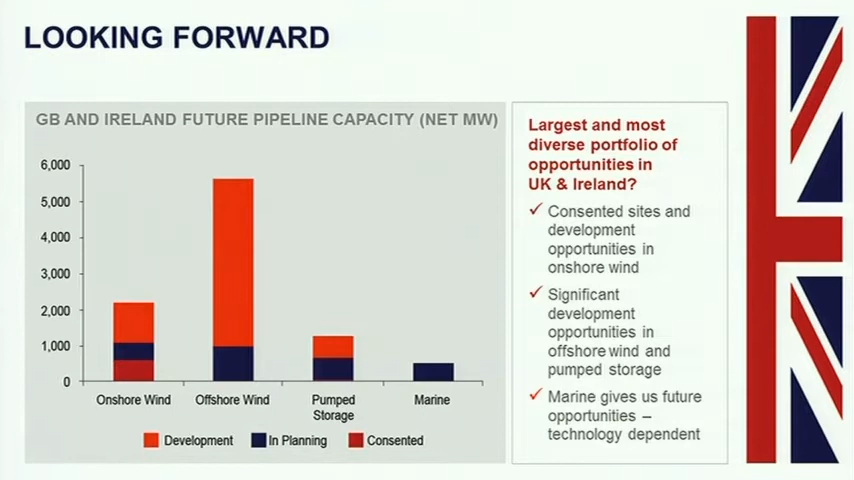 LOOKING FORWARD
GB AND IRELAND FUTURE PIPELINE CAPACITY (NET MW)
6,000
5,000
4,000
3,000
2,000
1,000
0
Onshore Wind
Offshore Wind
Pumped
Storage
Marine
Development
In Planning
Consented
Largest and most
diverse portfolio of
opportunities in
UK & Ireland?
✓ Consented sites and
development
opportunities in
onshore wind
✓ Significant
development
opportunities in
offshore wind and
pumped storage
✓ Marine gives us future
opportunities –
technology dependent